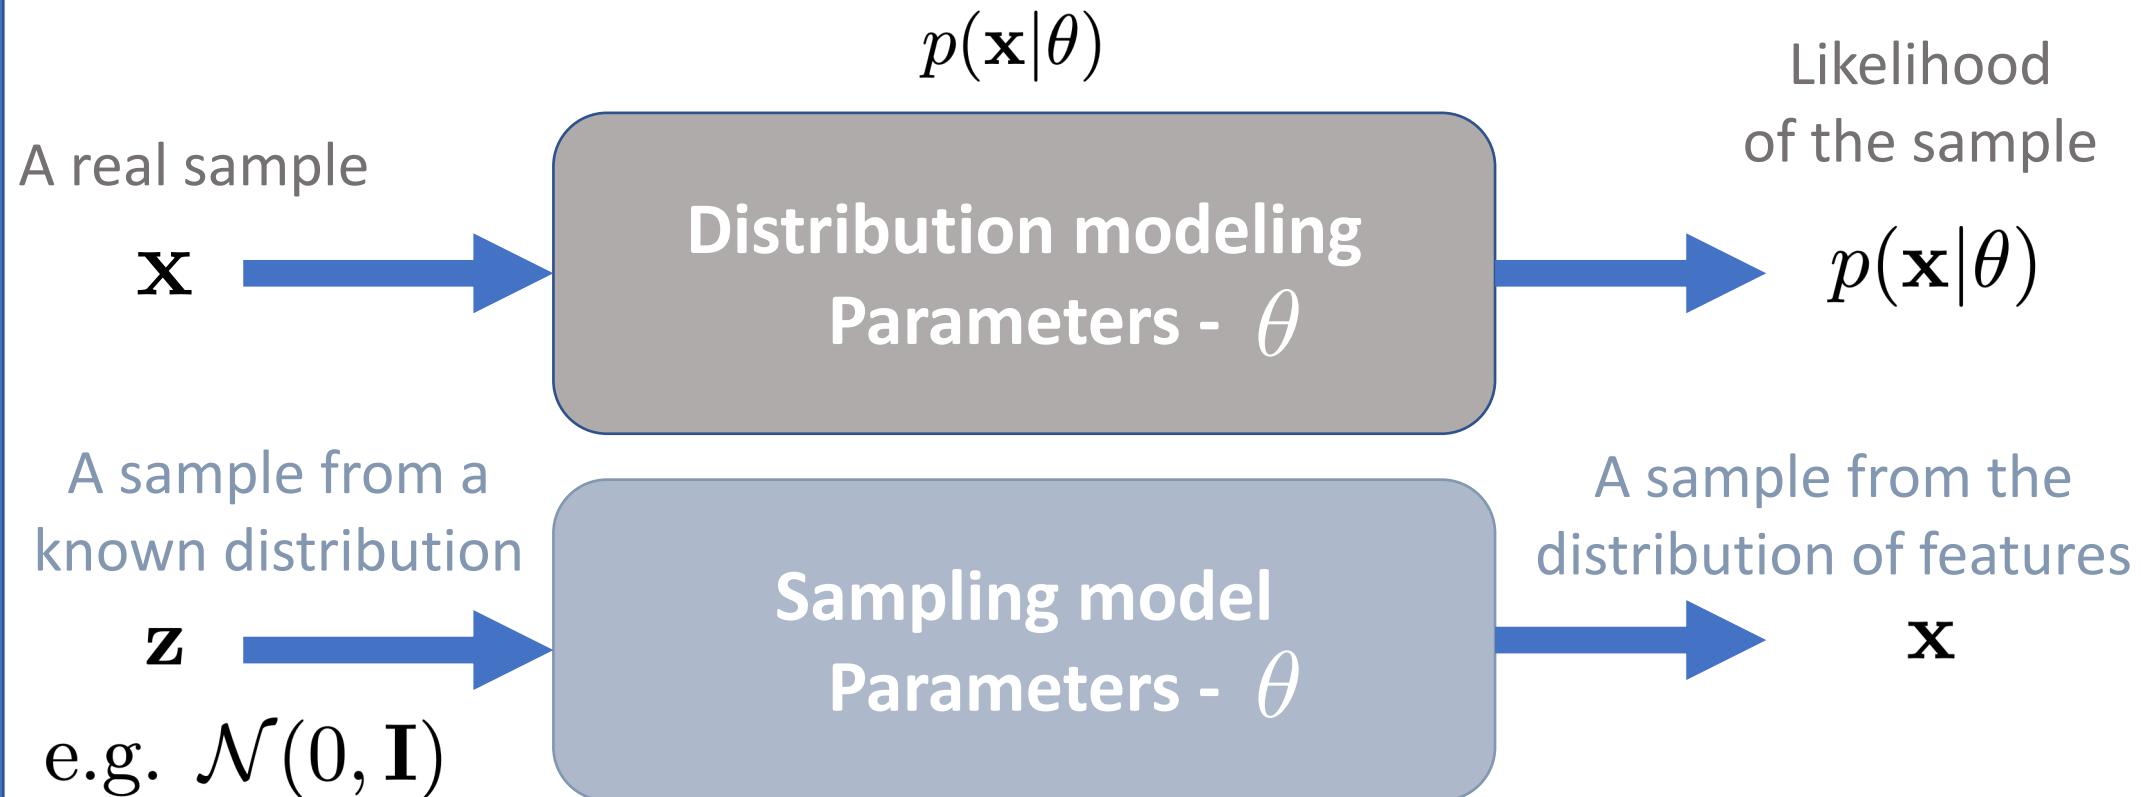 p(x|θ)
A real sample
x
Distribution modeling
Parameters - θ
Likelihood
of the sample
p(x|θ)
A sample from a
known distribution
z
e.g. 𝒩(0, I)
Sampling model
Parameters - θ
A sample from the
distribution of features
x